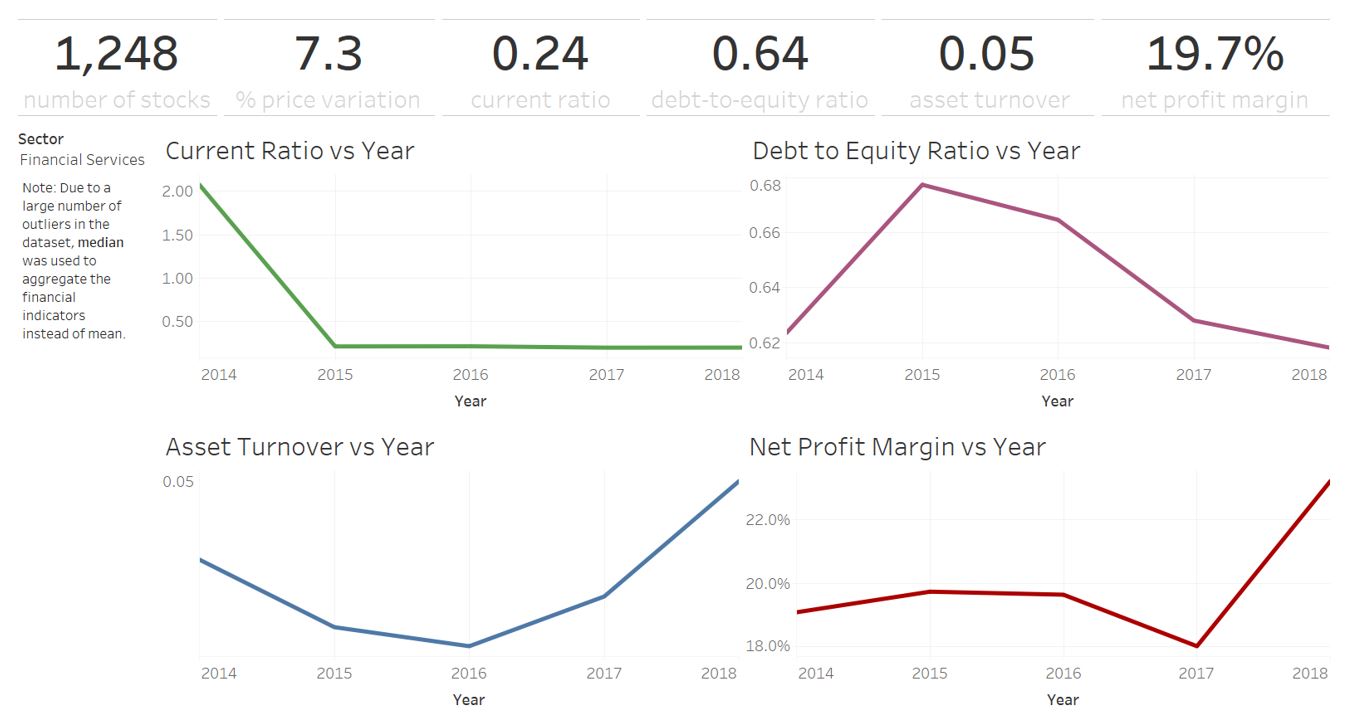 1,248
number of stocks
7.3
% price variation
0.24
current ratio
0.64
debt-to-equity ratio
0.05
asset turnover
19.7%
net profit margin
Sector
Financial Services
Note: Due to a
large number of
outliers in the
dataset, median
was used to
aggregate the
financial
indicators
instead of mean.
Current Ratio vs Year
2.00
1.50
1.00
0.50
2014 2015 2016 2017 2018
Year
Debt to Equity Ratio vs Year
0.68
0.66
0.64
0.62
2014 2015 2016 2017 2018
Year
Asset Turnover vs Year
0.05
2014 2015 2016 2017 2018
Year
Net Profit Margin vs Year
22.0%
20.0%
18.0%
2014 2015 2016 2017 2018
Year